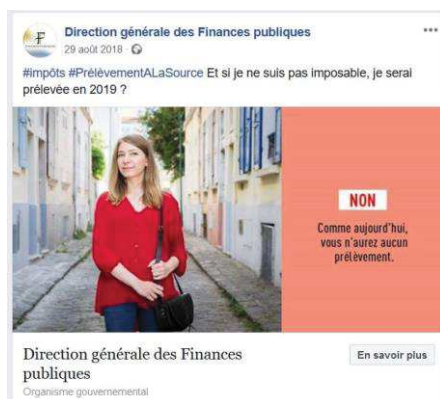 Direction générale des Finances publiques
29 août 2018
#impôts #PrélèvementALaSource Et si je ne suis pas imposable, je serai
prélevée en 2019 ?
NON
Comme aujourd'hui,
vous n'aurez aucun
prélèvement.
Direction générale des Finances
publiques
En savoir plus
Organisme gouvernemental